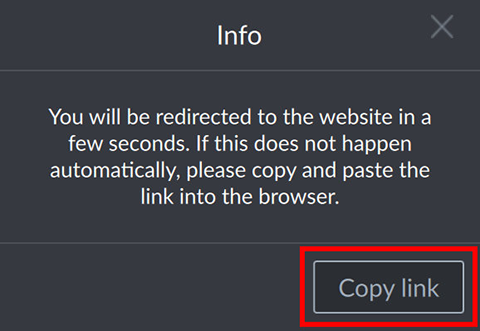 Info
You will be redirected to the website in a
few seconds. If this does not happen
automatically, please copy and paste the
link into the browser.
Copy link